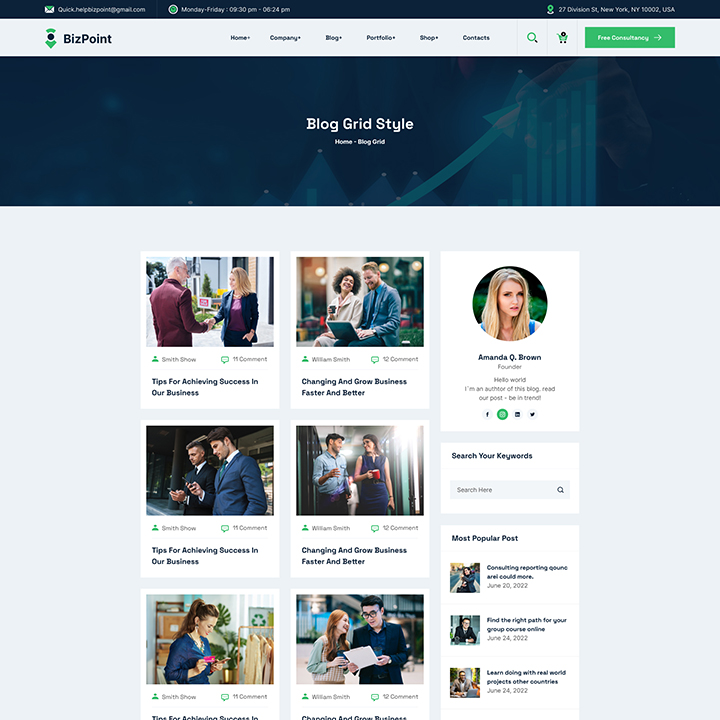 Quick.helpbizpoint@gmail.com
Monday-Friday : 09:30 pm - 06:24 pm
27 Division St, New York, NY 10002, USA
BizPoint
Home+
Company+
Blog+
Portfolio+
Shop+
Contacts
0
Free Consultancy
Blog Grid Style
Home - Blog Grid
Smith Show
11 Comment
Tips For Achieving Success In
Our Business
William Smith
12 Comment
Changing And Grow Business
Faster And Better
Smith Show
11 Comment
Tips For Achieving Success In
Our Business
William Smith
12 Comment
Changing And Grow Business
Faster And Better
Smith Show
11 Comment
Tips For Achieving Success In
William Smith
12 Comment
Changing And Grow Business
Amanda Q. Brown
Founder
Hello world
I`m an authtor of this blog, read
our post - be in trend!
Search Your Keywords
Search Here
Most Popular Post
Consulting reporting qounc
arei could more.
June 20, 2022
Find the right path for your
group course online
June 24, 2022
Learn doing with real world
projects other countries
June 24, 2022